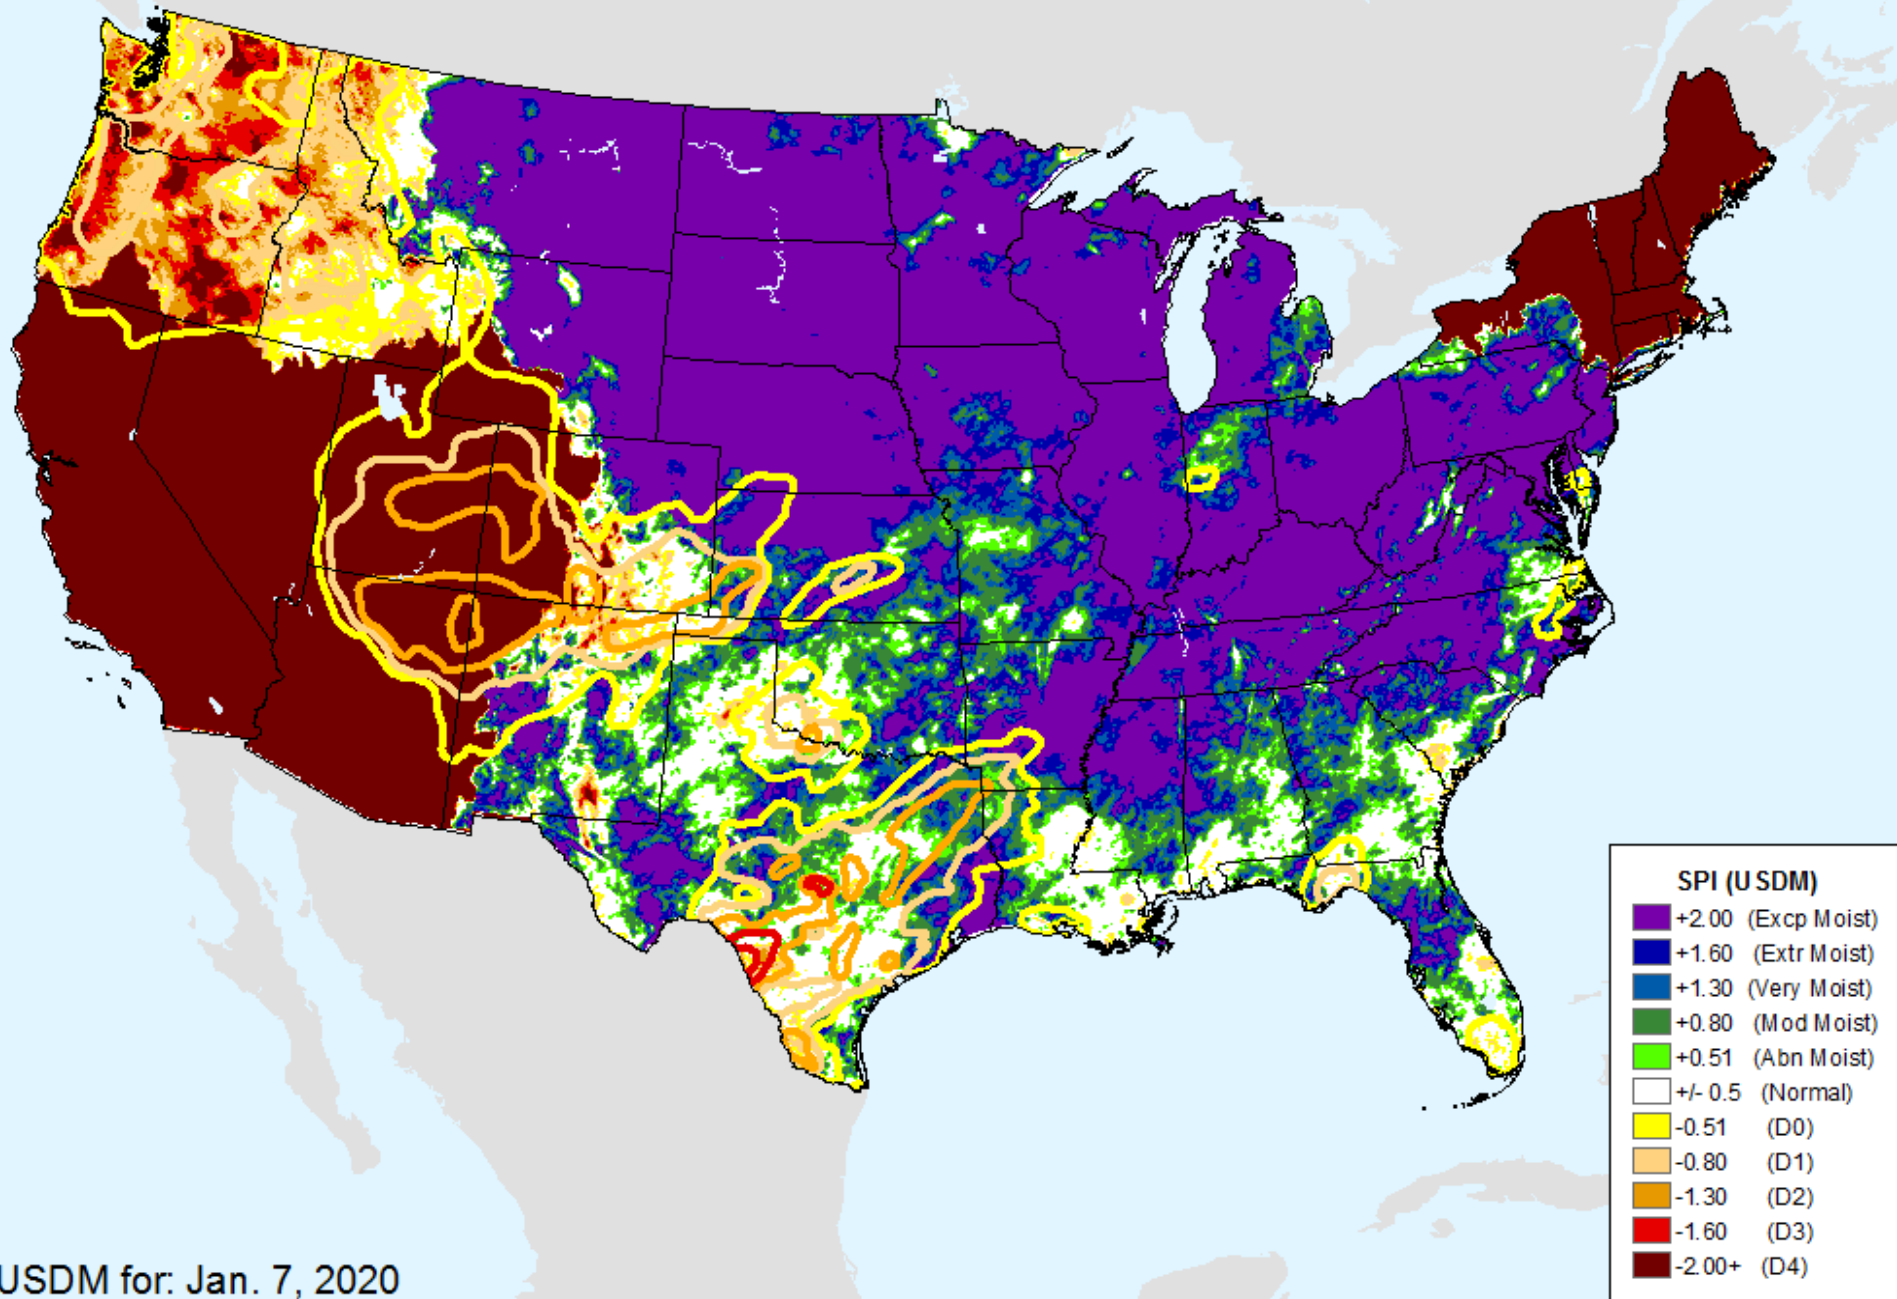 SPI (USDM)
+2.00 (Excp Moist)
+1.60 (Extr Moist)
+1.30 (Very Moist)
+0.80 (Mod Moist)
+0.51 (Abn Moist)
+/- 0.5 (Normal)
-0.51 (D0)
-0.80 (D1)
-1.30 (D2)
-1.60 (D3)
-2.00+ (D4)
USDM for: Jan. 7, 2020